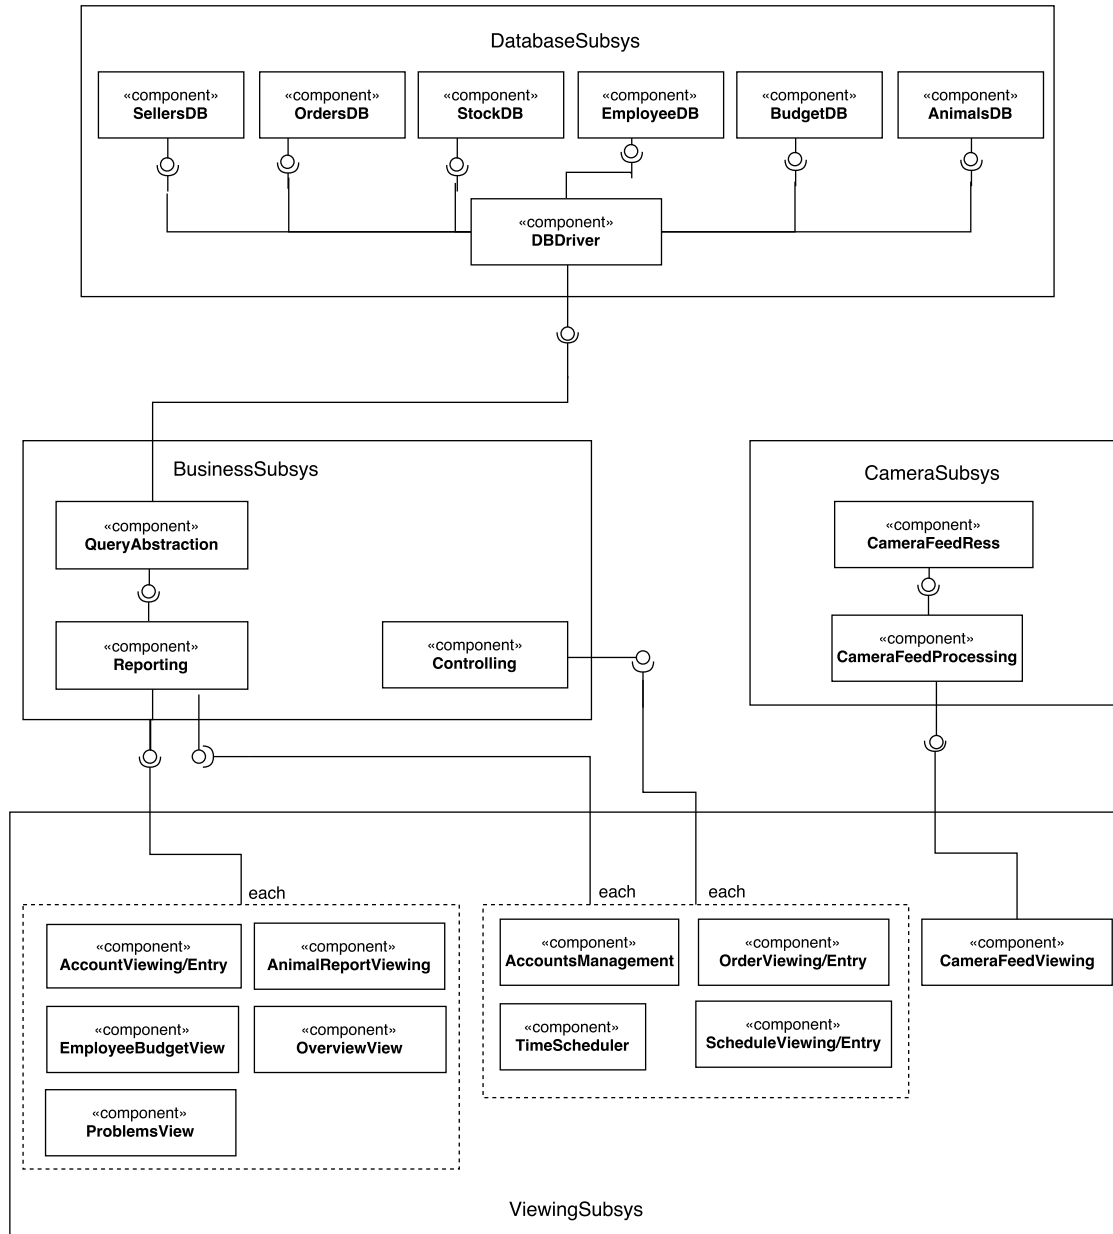 DatabaseSubsys
«component»
SellersDB
«component»
OrdersDB
«component»
StockDB
«component»
EmployeeDB
«component»
BudgetDB
«component»
AnimalsDB
«component»
DBDriver
BusinessSubsys
«component»
QueryAbstraction
«component»
Reporting
«component»
Controlling
CameraSubsys
«component»
CameraFeedRess
«component»
CameraFeedProcessing
each
each
each
«component»
AccountViewing/Entry
«component»
AnimalReportViewing
«component»
EmployeeBudgetView
«component»
OverviewView
«component»
ProblemsView
«component»
AccountsManagement
«component»
OrderViewing/Entry
«component»
TimeScheduler
«component»
ScheduleViewing/Entry
«component»
CameraFeedViewing
ViewingSubsys